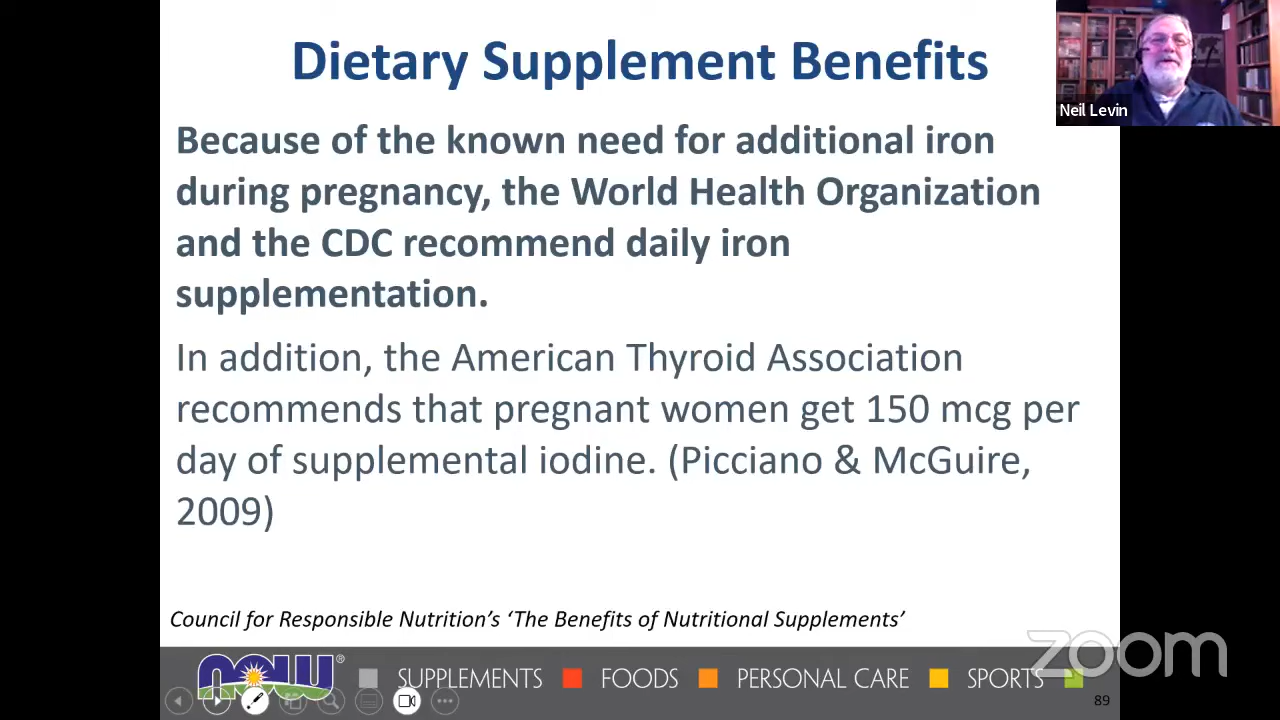 Dietary Supplement Benefits
Neil Levin
Because of the known need for additional iron
during pregnancy, the World Health Organization
and the CDC recommend daily iron
supplementation.
In addition, the American Thyroid Association
recommends that pregnant women get 150 mcg per
day of supplemental iodine. (Picciano & McGuire,
2009)
Council for Responsible Nutrition's ‘The Benefits of Nutritional Supplements’
NOW® SUPPLEMENTS FOODS PERSONAL CARE SPORTS
zoom
89